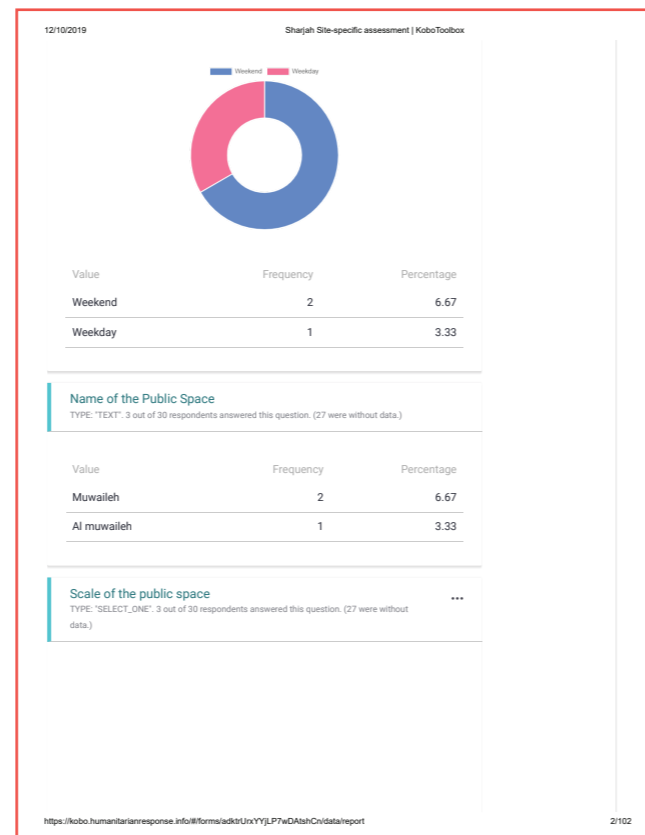 12/10/2019 Sharjah Site-specific assessment | KoboToolbox
Weekend Weekday
Value Frequency Percentage
Weekend 2 6.67
Weekday 1 3.33
Name of the Public Space
TYPE: "TEXT". 3 out of 30 respondents answered this question. (27 were without data.)
Value Frequency Percentage
Muwaileh 2 6.67
Al muwaileh 1 3.33
Scale of the public space
TYPE: "SELECT_ONE". 3 out of 30 respondents answered this question. (27 were without
data.)
https://kobo.humanitarianresponse.info/#/forms/adktrUrxYYjLP7wDAtshCn/data/report 2/102